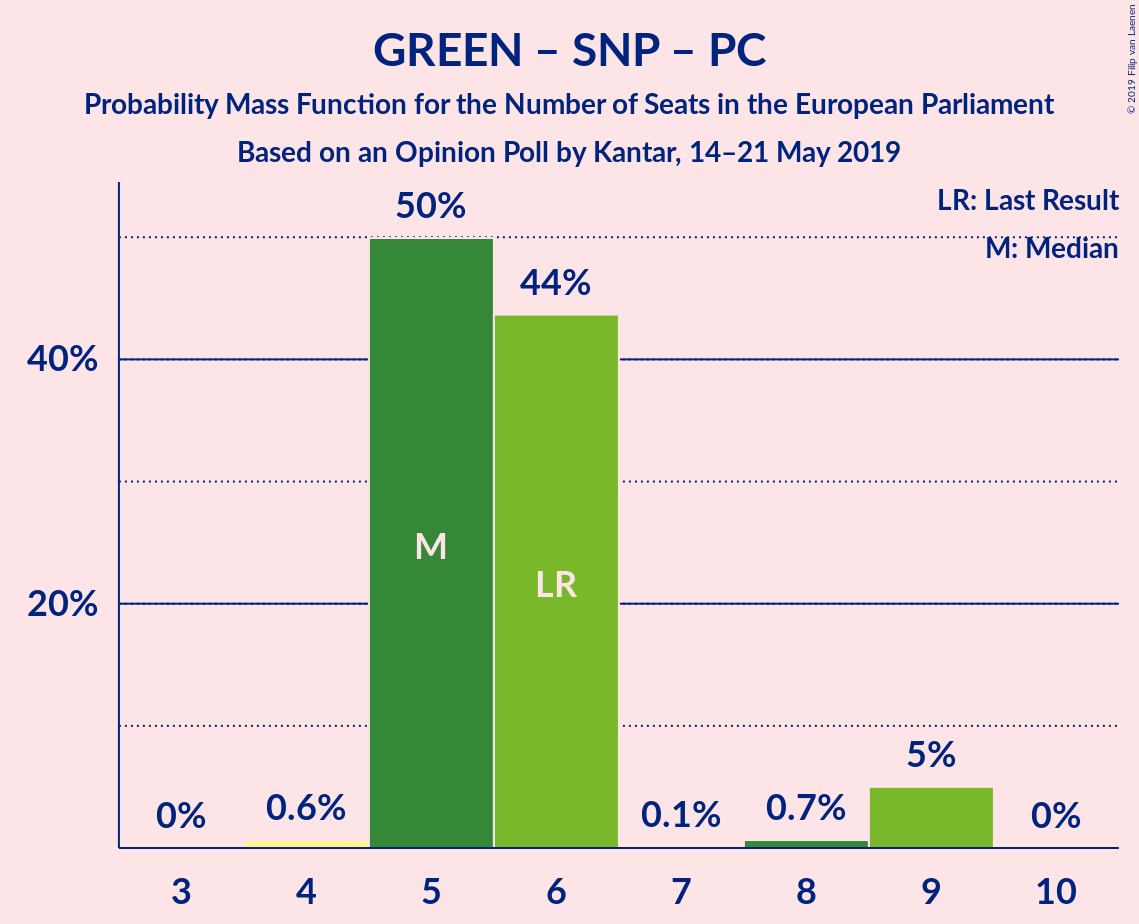 GREEN – SNP – PC
Probability Mass Function for the Number of Seats in the European Parliament
Based on an Opinion Poll by Kantar, 14–21 May 2019
© 2019 Filip van Laenen
LR: Last Result
M: Median
50%
44%
40%
M
LR
20%
5%
0%
0.6%
0.1%
0.7%
0%
3 4 5 6 7 8 9 10